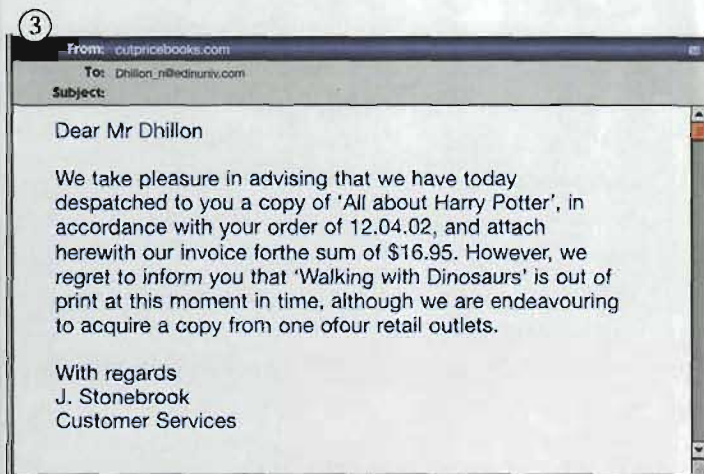 3
From: cutpricebooks.com
To: Dhillon_n@edinuniv.com
Subject:
Dear Mr Dhillon
We take pleasure in advising that we have today
despatched to you a copy of 'All about Harry Potter', in
accordance with your order of 12.04.02, and attach
herewith our invoice forthe sum of $16.95. However, we
regret to inform you that 'Walking with Dinosaurs' is out of
print at this moment in time, although we are endeavouring
to acquire a copy from one ofour retail outlets.
With regards
J. Stonebrook
Customer Services